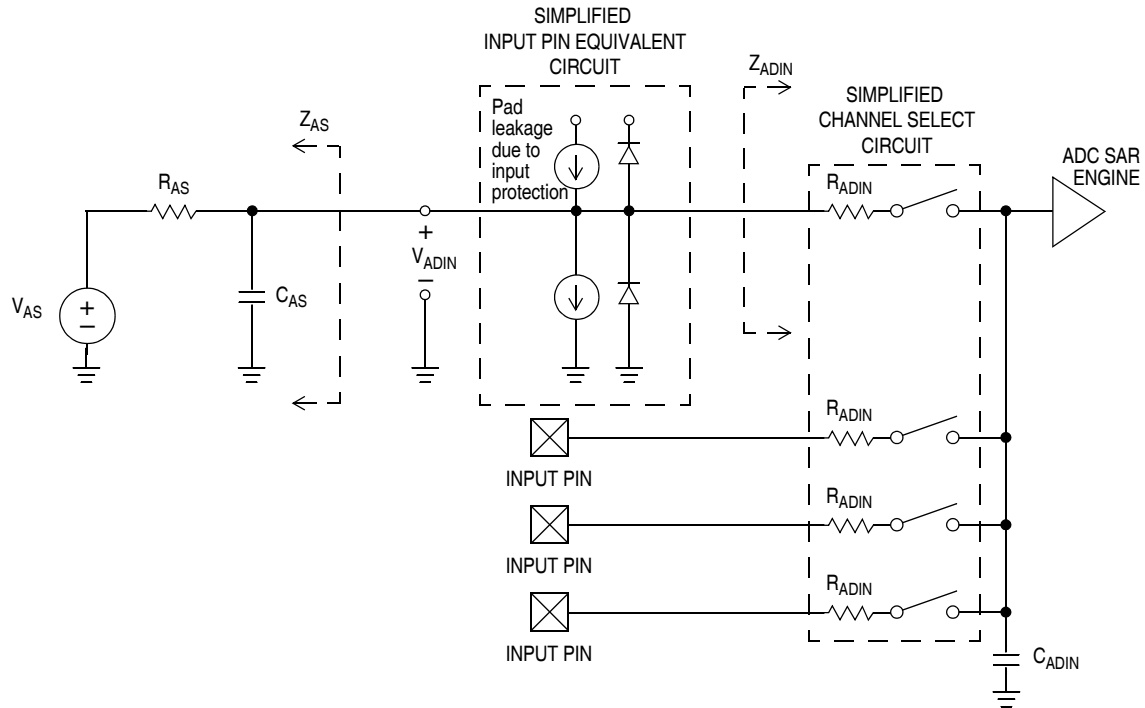 SIMPLIFIED
INPUT PIN EQUIVALENT
CIRCUIT
Pad
leakage
due to
input
protection
Z_ADIN
SIMPLIFIED
CHANNEL SELECT
CIRCUIT
ADC SAR
ENGINE
Z_AS
R_AS
R_ADIN
+
V_ADIN
−
C_AS
V_AS
+
−
R_ADIN
INPUT PIN
R_ADIN
INPUT PIN
R_ADIN
INPUT PIN
C_ADIN